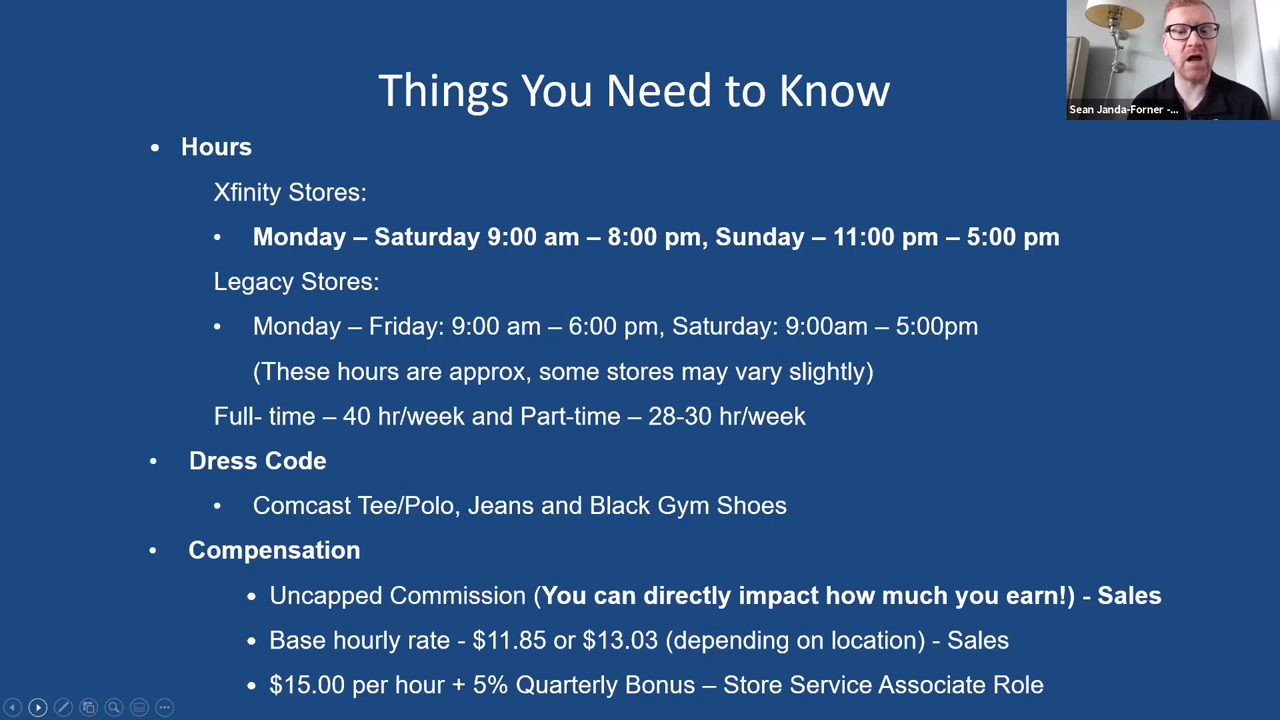 Things You Need to Know
Sean Janda-Forner -...
• Hours
Xfinity Stores:
• Monday – Saturday 9:00 am – 8:00 pm, Sunday – 11:00 pm – 5:00 pm
Legacy Stores:
• Monday – Friday: 9:00 am – 6:00 pm, Saturday: 9:00am – 5:00pm
(These hours are approx, some stores may vary slightly)
Full- time – 40 hr/week and Part-time – 28-30 hr/week
• Dress Code
• Comcast Tee/Polo, Jeans and Black Gym Shoes
• Compensation
• Uncapped Commission (You can directly impact how much you earn!) - Sales
• Base hourly rate - $11.85 or $13.03 (depending on location) - Sales
• $15.00 per hour + 5% Quarterly Bonus – Store Service Associate Role